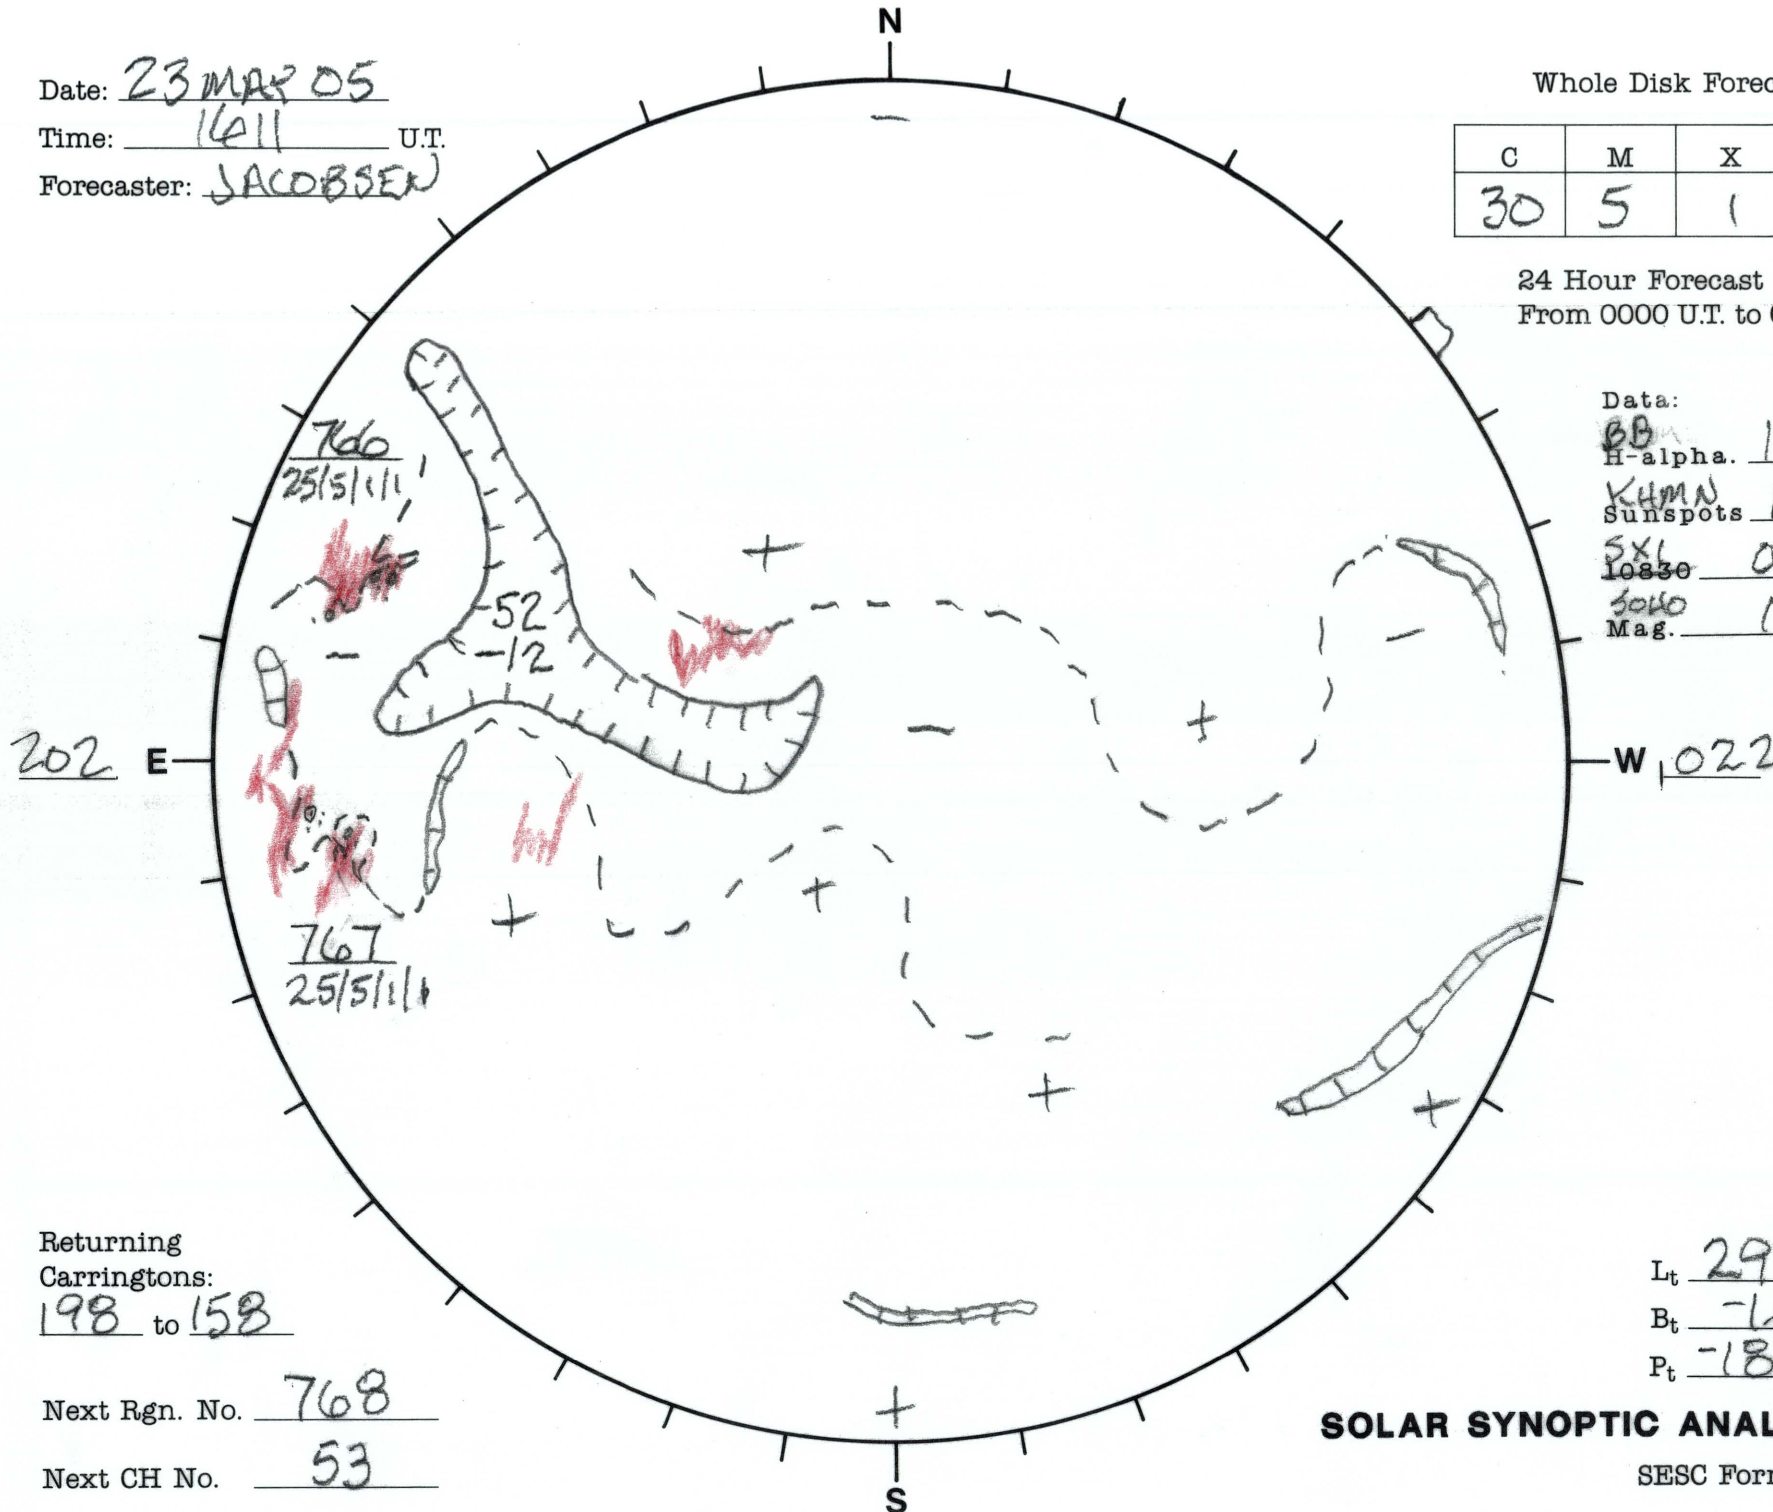 N
Date: 23 MAR 05
Time: 1611 U.T.
Forecaster: JACOBSEN
Whole Disk Forec
C M X
30 5 1
24 Hour Forecast
From 0000 U.T. to
Data:
BB
H-alpha.
KHMN
Sunspots
SXI
10830
SOHO
Mag.
766
25/5/1/1
-52
-12
202 E
W 022
767
25/5/1/1
Returning
Carringtons:
198 to 158
Next Rgn. No. 768
Next CH No. 53
Lt 29
Bt
Pt -18
SOLAR SYNOPTIC ANAL
SESC For
S